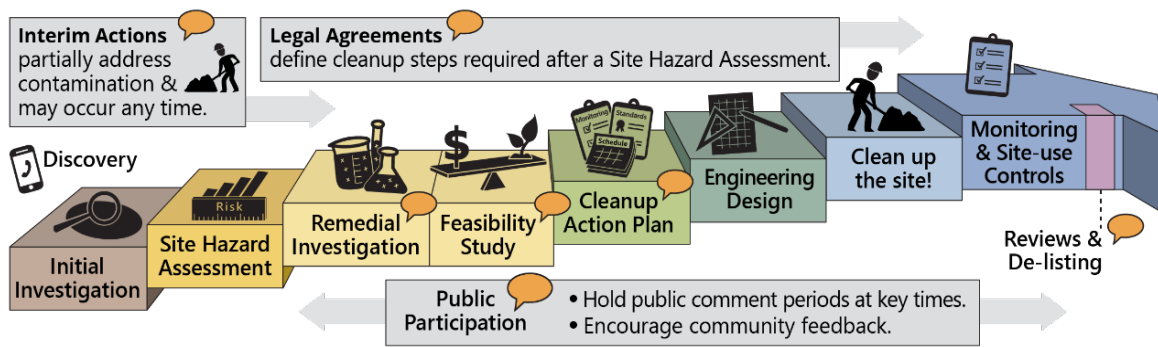 Interim Actions
partially address
contamination &
may occur any time.
Legal Agreements
define cleanup steps required after a Site Hazard Assessment.
Discovery
Initial
Investigation
Risk
Site Hazard
Assessment
Remedial
Investigation
$
Feasibility
Study
Monitoring
Standards
Schedule
Cleanup
Action Plan
Engineering
Design
Clean up
the site!
Monitoring
& Site-use
Controls
Reviews &
De-listing
Public
Participation
• Hold public comment periods at key times.
• Encourage community feedback.